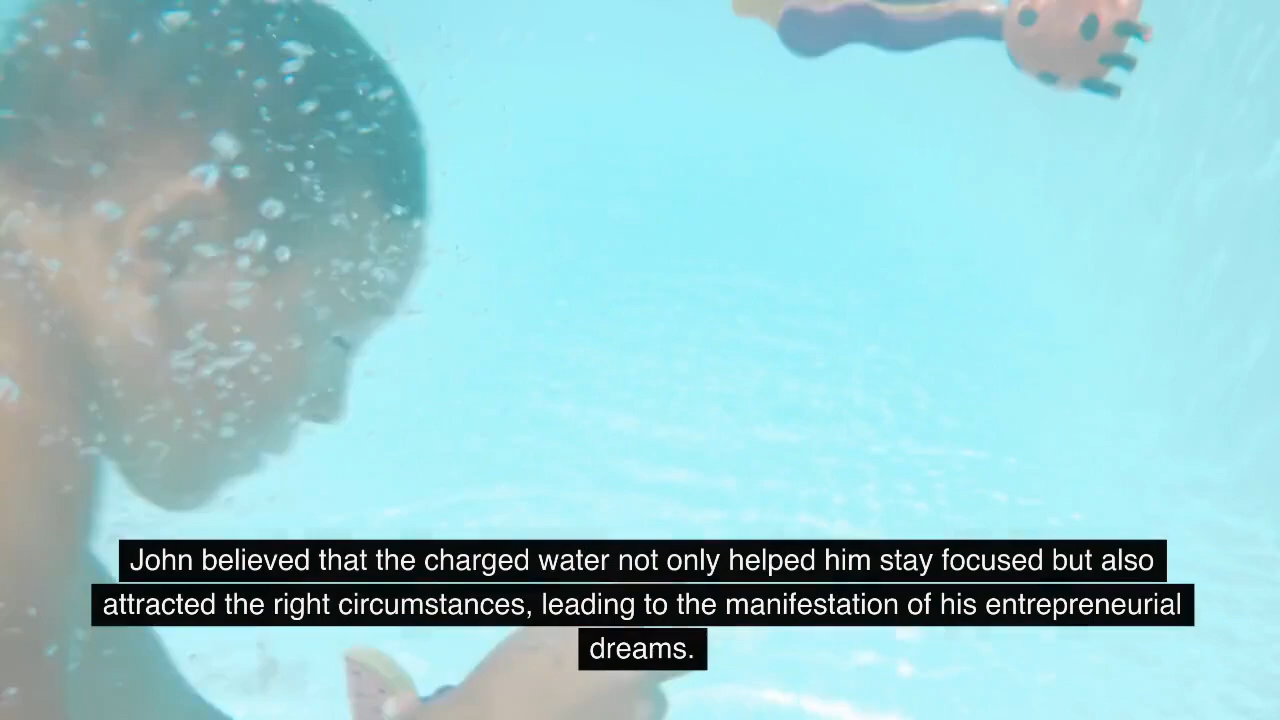 John believed that the charged water not only helped him stay focused but also
attracted the right circumstances, leading to the manifestation of his entrepreneurial
dreams.